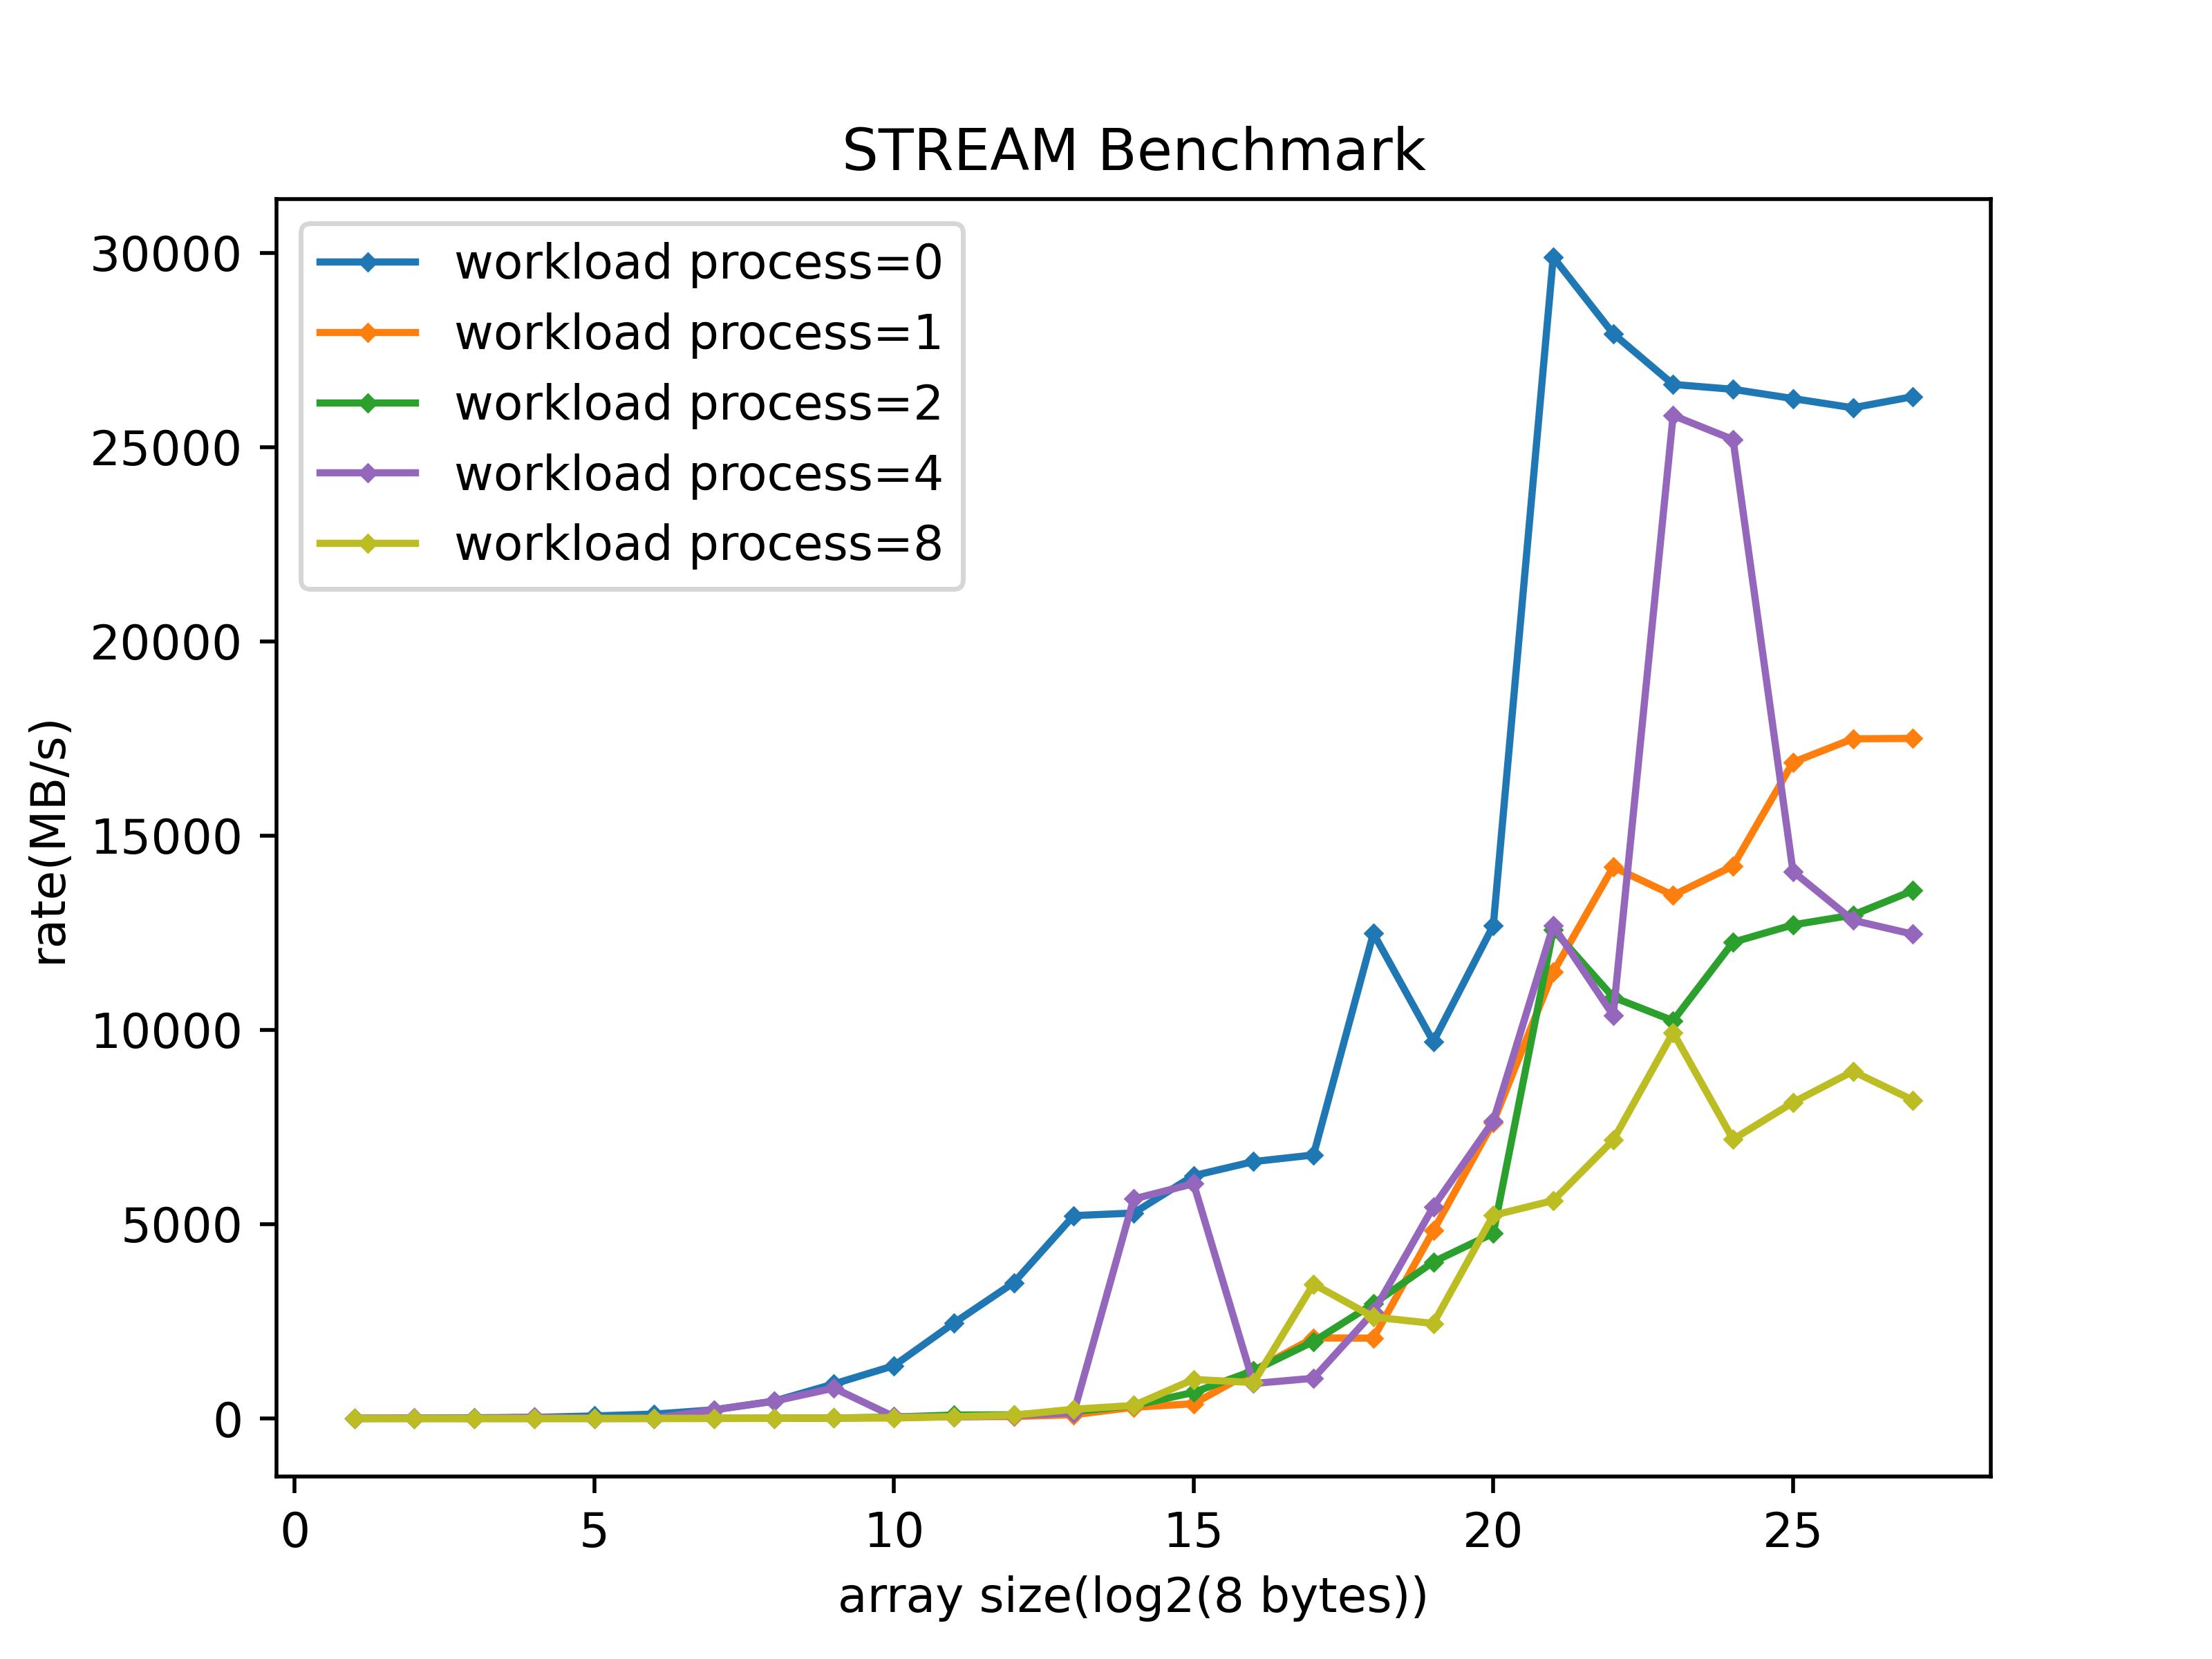 STREAM Benchmark
30000
25000
20000
15000
10000
5000
0
rate(MB/s)
workload process=0
workload process=1
workload process=2
workload process=4
workload process=8
0 5 10 15 20 25
array size(log2(8 bytes))